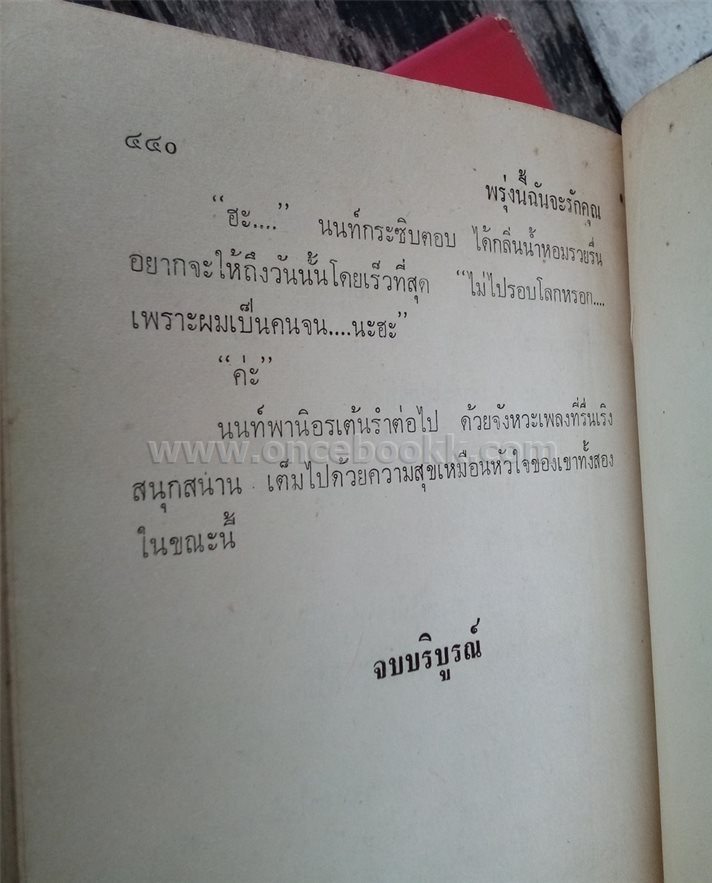 ๔๔๐
พรุ่งนี้ฉันจะรักคุณ
“ฮะ....” นนท์กระซิบตอบ ได้กลิ่นน้ำหอมรวยรื่น
อยากจะให้ถึงวันนั้นโดยเร็วที่สุด “ไม่ไปรอบโลกหรอก....
เพราะผมเป็นคนจน....นะฮะ”
“ค่ะ”
นนท์พานิอรเต้นรำต่อไป ด้วยจังหวะเพลงที่รื่นเริง
www.oncebookk.com
สนุกสนาน เต็มไปด้วยความสุขเหมือนหัวใจของเขาทั้งสอง
ในขณะนี้
จบบริบูรณ์